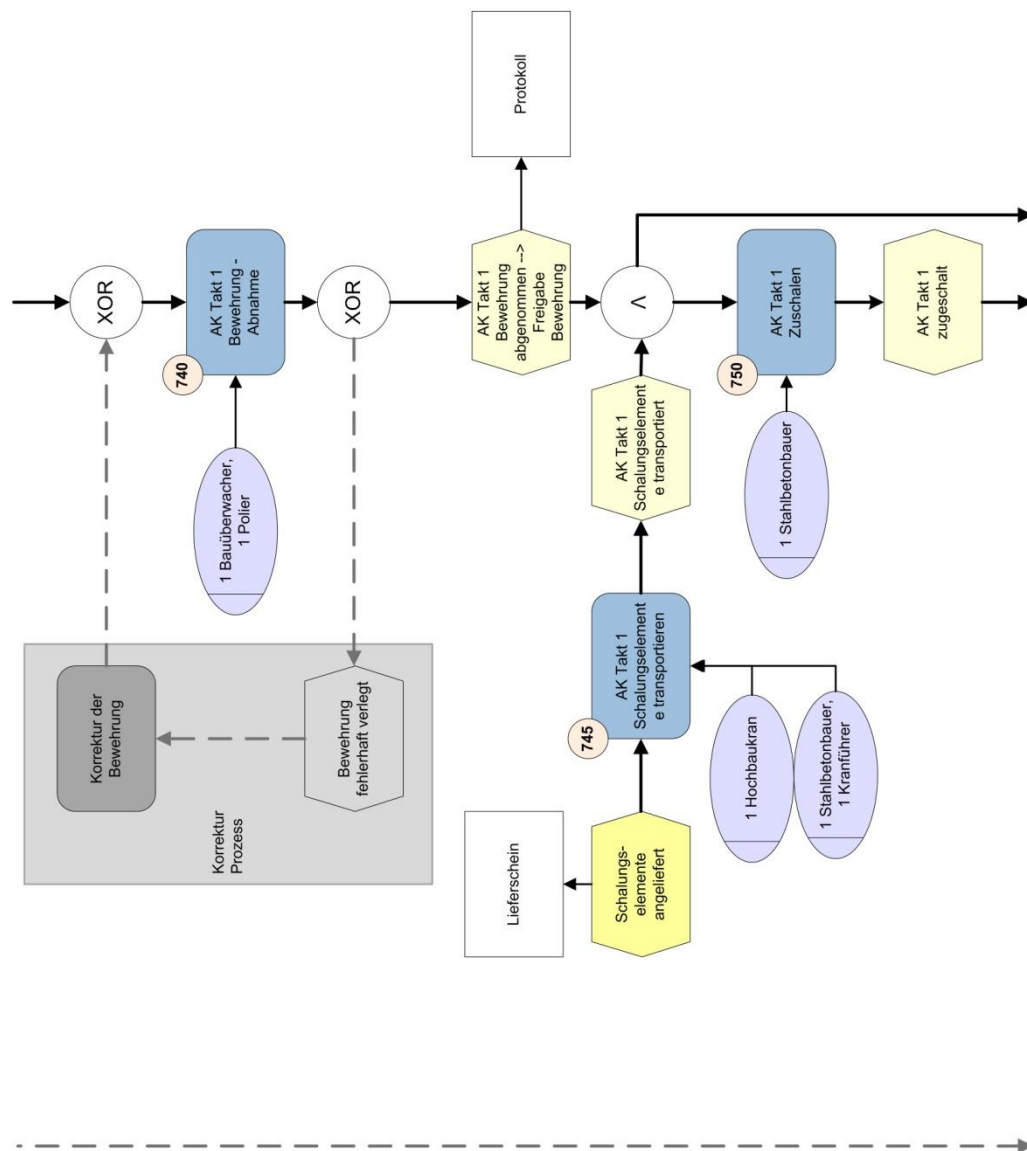 XOR
740
AK Takt 1
Bewehrung -
Abnahme
1 Bauüberwacher,
1 Polier
XOR
Korrektur der
Bewehrung
Bewehrung
fehlerhaft verlegt
Korrektur
Prozess
AK Takt 1
Bewehrung
abgenommen -->
Freigabe
Bewehrung
Protokoll
Lieferschein
Schalungs-
elemente
angeliefert
745
AK Takt 1
Schalungselement
e transportieren
1 Hochbaukran
1 Stahlbetonbauer,
1 Kranführer
AK Takt 1
Schalungselement
e transportiert
Λ
750
AK Takt 1
Zuschalen
1 Stahlbetonbauer
AK Takt 1
zugeschalt